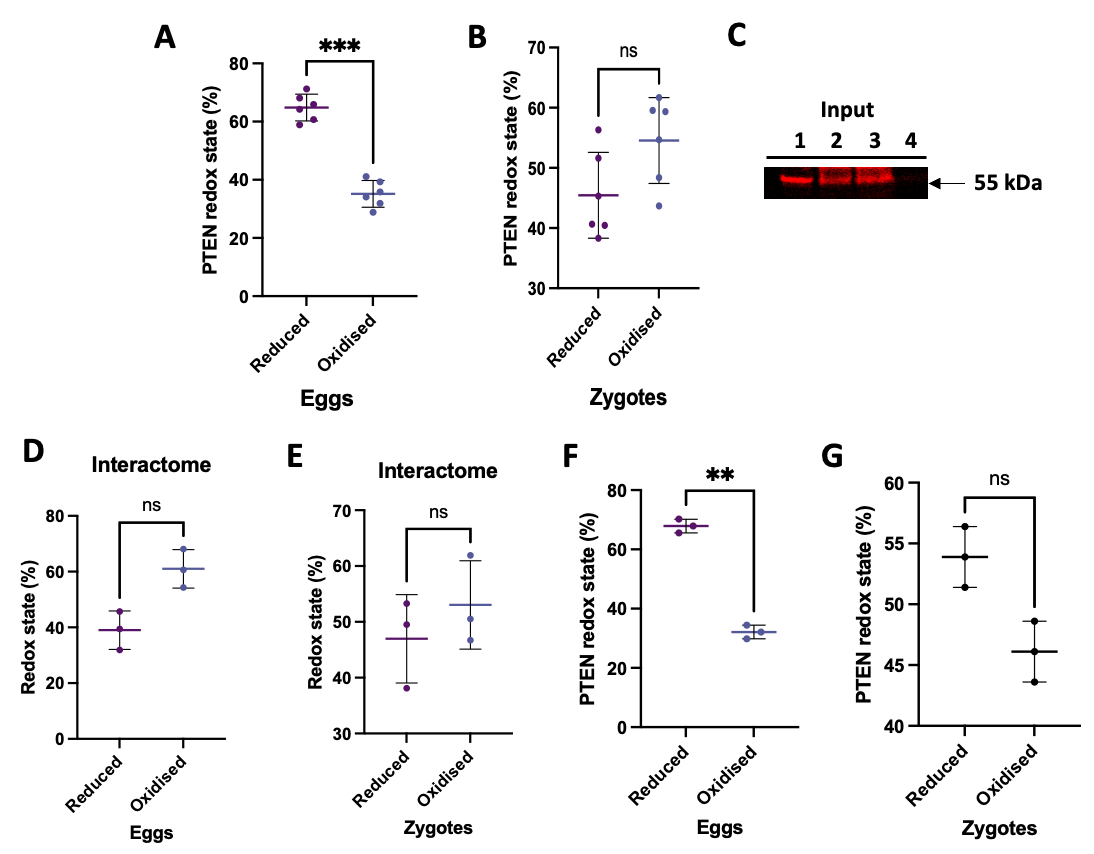 A
PTEN redox state (%)
80
60
40
20
0
***
Reduced
Oxidised
Eggs
B
PTEN redox state (%)
70
60
50
40
30
ns
Reduced
Oxidised
Zygotes
C
Input
1 2 3 4
55 kDa
D
Interactome
Redox state (%)
80
60
40
20
0
ns
Reduced
Oxidised
Eggs
E
Interactome
Redox state (%)
70
60
50
40
30
ns
Reduced
Oxidised
Zygotes
F
PTEN redox state (%)
80
60
40
20
0
**
Reduced
Oxidised
Eggs
G
PTEN redox state (%)
60
55
50
45
40
ns
Reduced
Oxidised
Zygotes